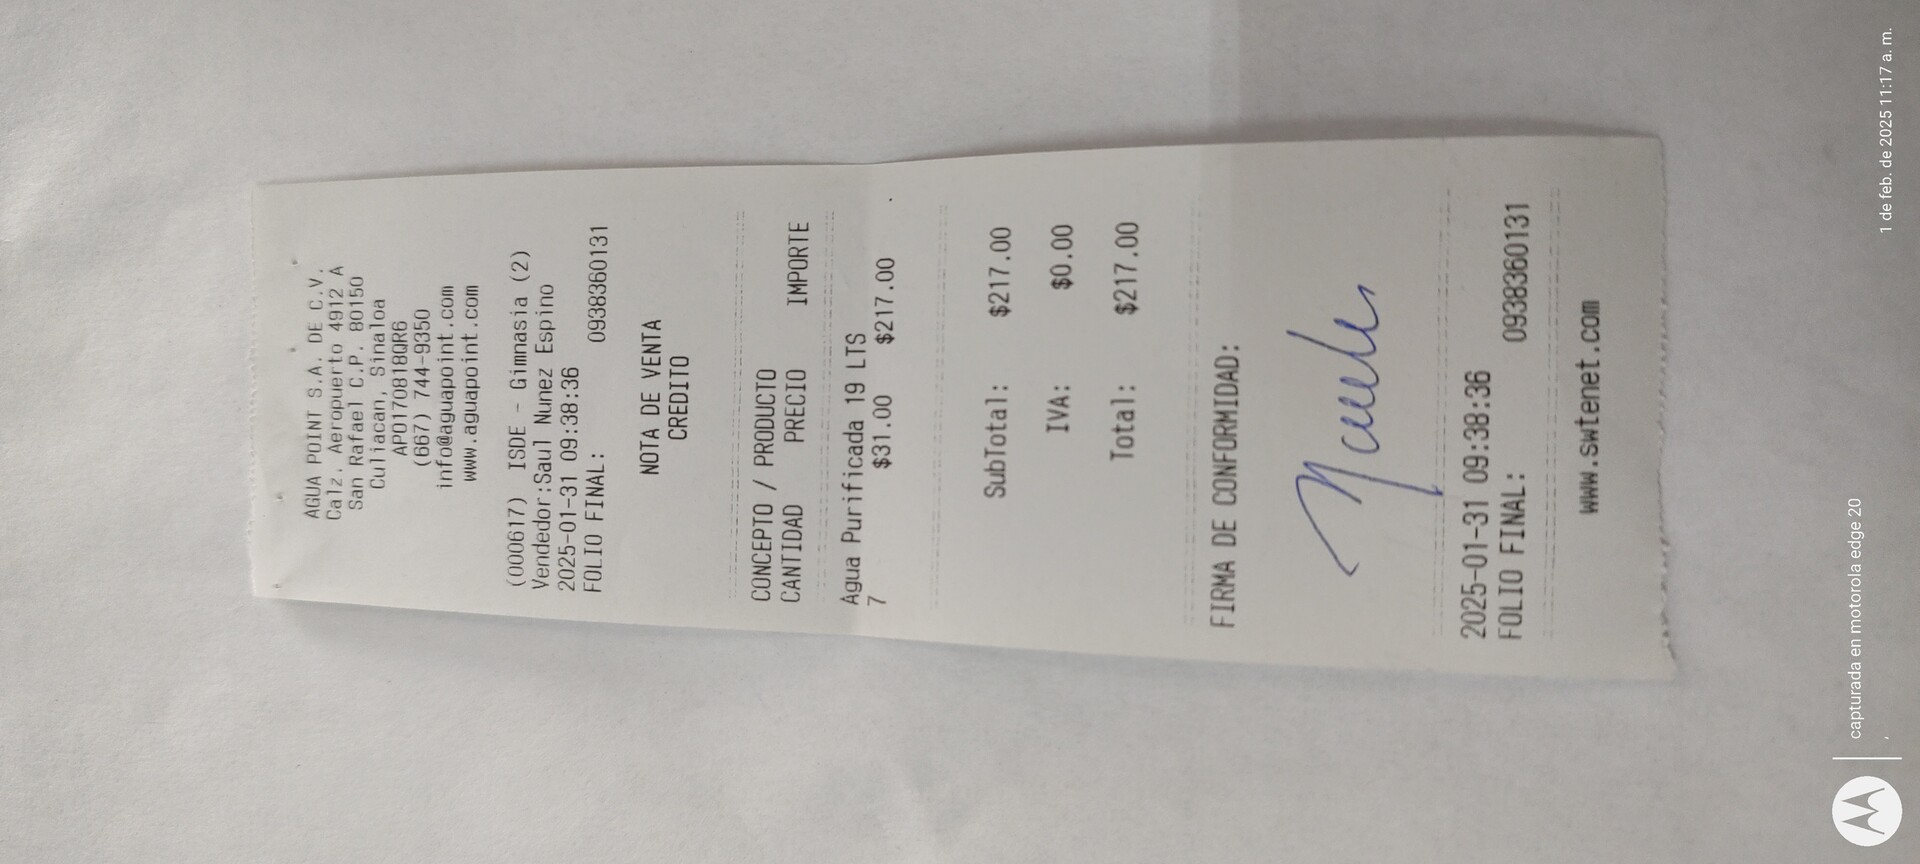 AGUA POINT S.A. DE C.V.
Calz. Aeropuerto 4912 A
San Rafael C.P. 80150
Culiacan, Sinaloa
APO170818QR6
(667) 744-9350
info@aguapoint.com
www.aguapoint.com
(000617) ISDE - Gimnasia (2)
Vendedor:Saul Nunez Espino
2025-01-31 09:38:36
FOLIO FINAL: 0938360131
NOTA DE VENTA
CREDITO
CONCEPTO / PRODUCTO
CANTIDAD PRECIO IMPORTE
Agua Purificada 19 LTS
7 $31.00 $217.00
SubTotal: $217.00
IVA: $0.00
Total: $217.00
FIRMA DE CONFORMIDAD:
2025-01-31 09:38:36
FOLIO FINAL: 0938360131
www.swtenet.com
capturada en motorola edge 20
1 de feb. de 2025 11:17 a. m.